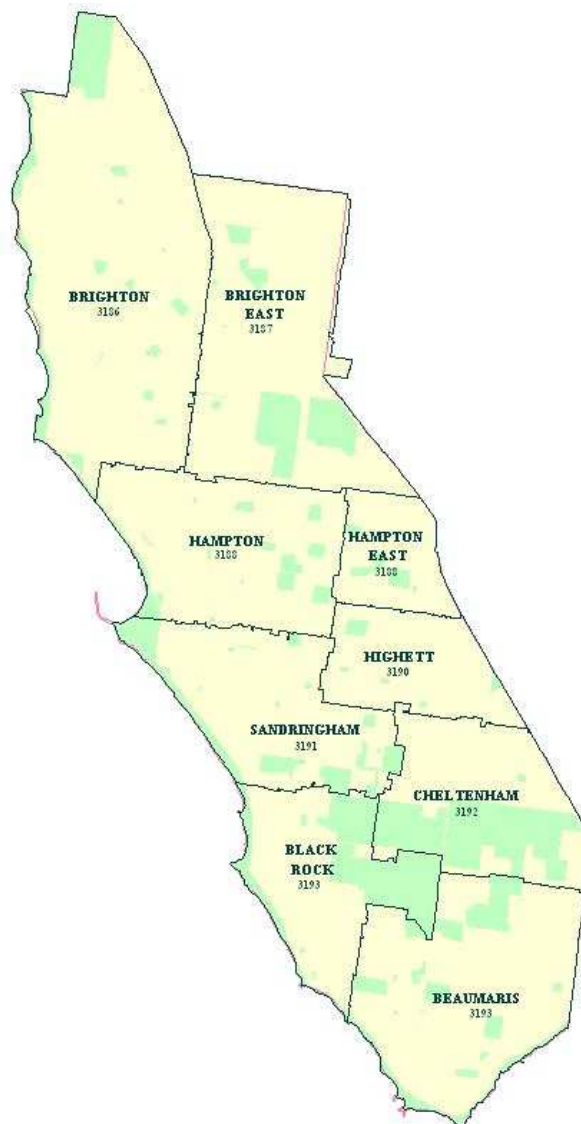 BRIGHTON
3186
BRIGHTON
EAST
3187
HAMPTON
3188
HAMPTON
EAST
3188
HIGHETT
3190
SANDRINGHAM
3191
CHELTENHAM
3192
BLACK
ROCK
3193
BEAUMARIS
3193